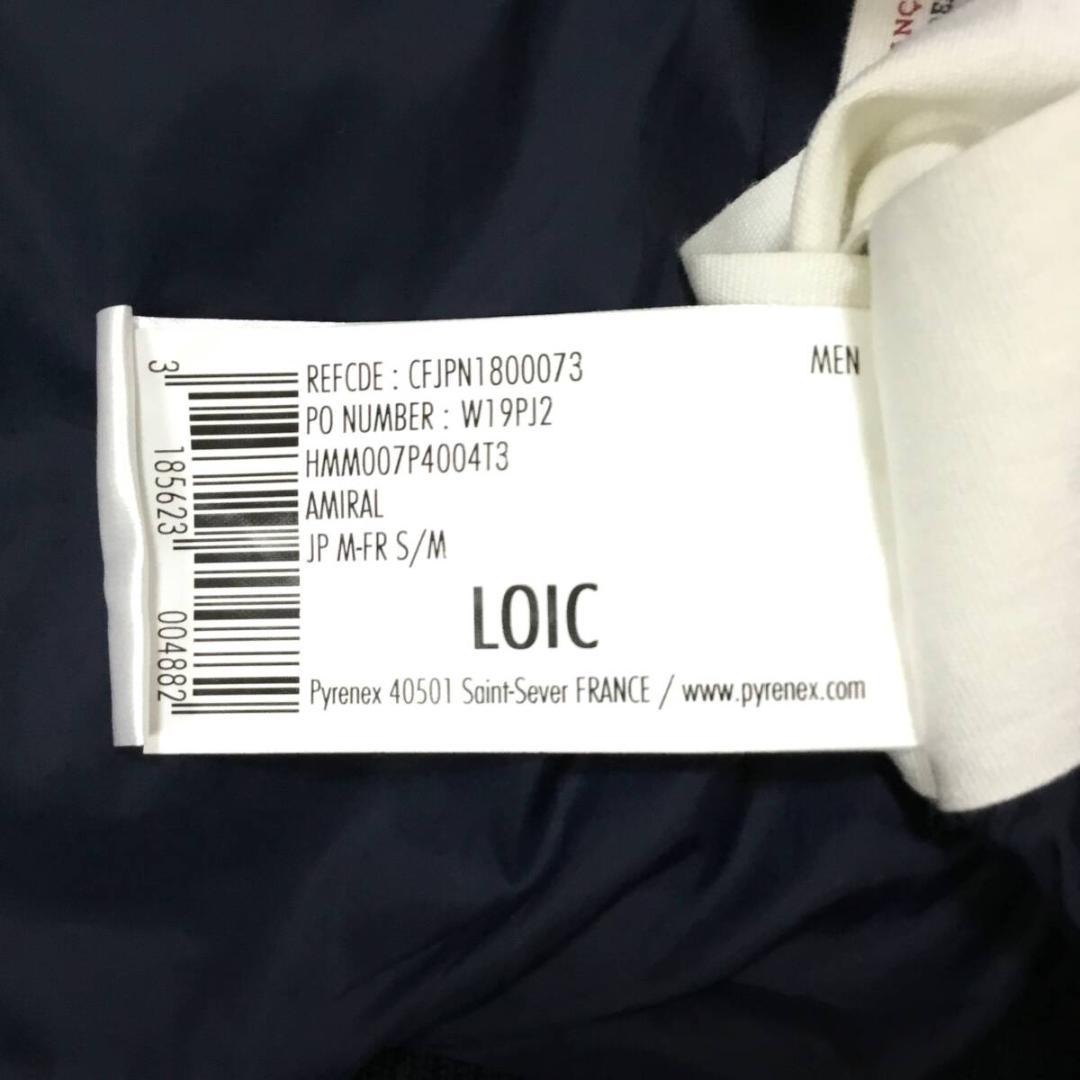 REFCDE : CFJPN1800073
MEN
PO NUMBER : W19PJ2
HMM007P4004T3
AMIRAL
JP M-FR S/M
LOIC
Pyrenex 40501 Saint-Sever FRANCE / www.pyrenex.com
3 185623 004882